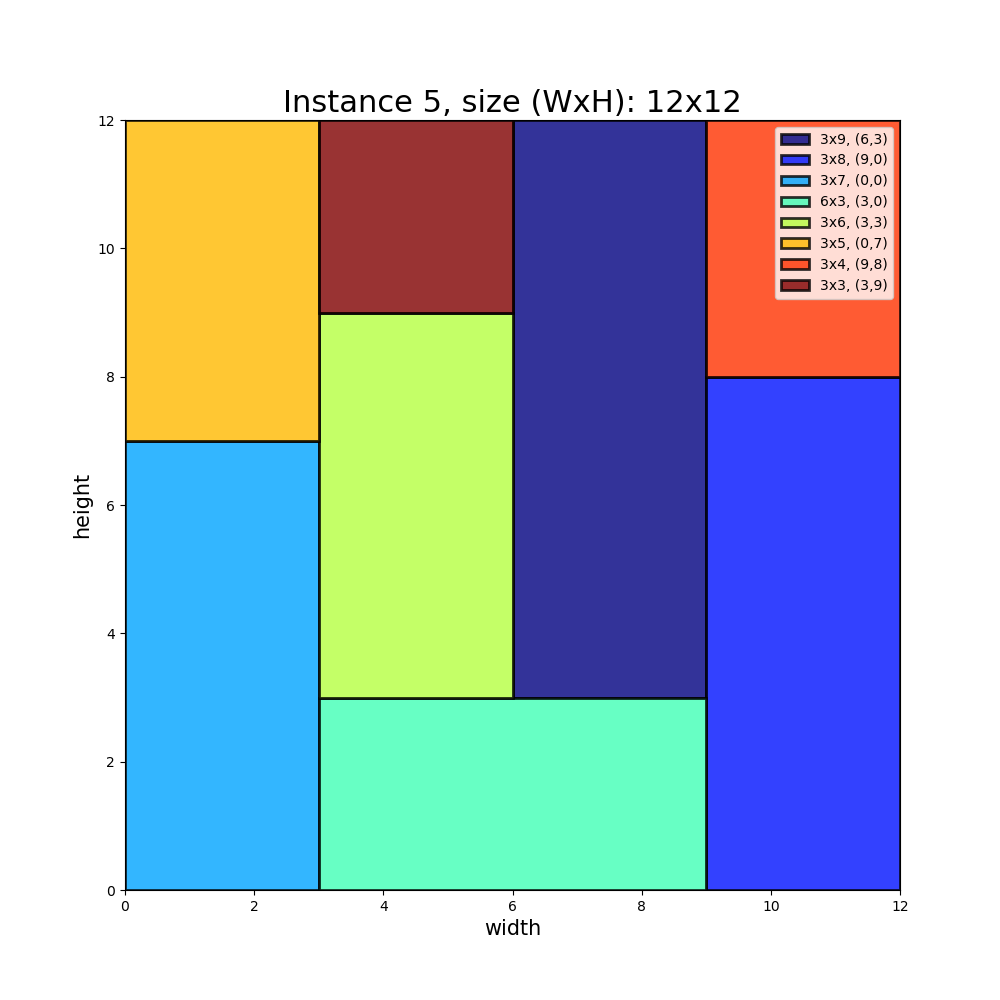 Instance 5, size (WxH): 12x12
3x9, (6,3)
3x8, (9,0)
3x7, (0,0)
6x3, (3,0)
3x6, (3,3)
3x5, (0,7)
3x4, (9,8)
3x3, (3,9)
12
10
8
6
4
2
0
height
0 2 4 6 8 10 12
width